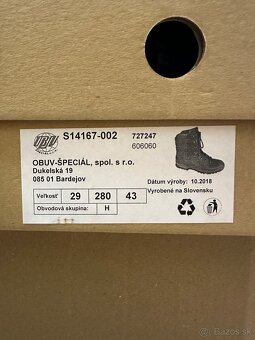 S14167-002 727247
606060
OBUV-ŠPECIÁL, spol. s r.o.
Dukelská 19
085 01 Bardejov
Dátum výroby: 10.2018
Veľkosť 29 280 43 Vyrobené na Slovensku
Obvodová skupina: H
bazos.sk